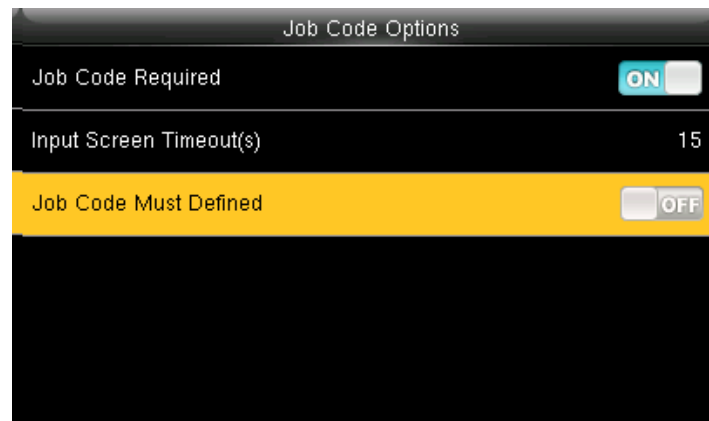 Job Code Options
Job Code Required ON
Input Screen Timeout(s) 15
Job Code Must Defined OFF